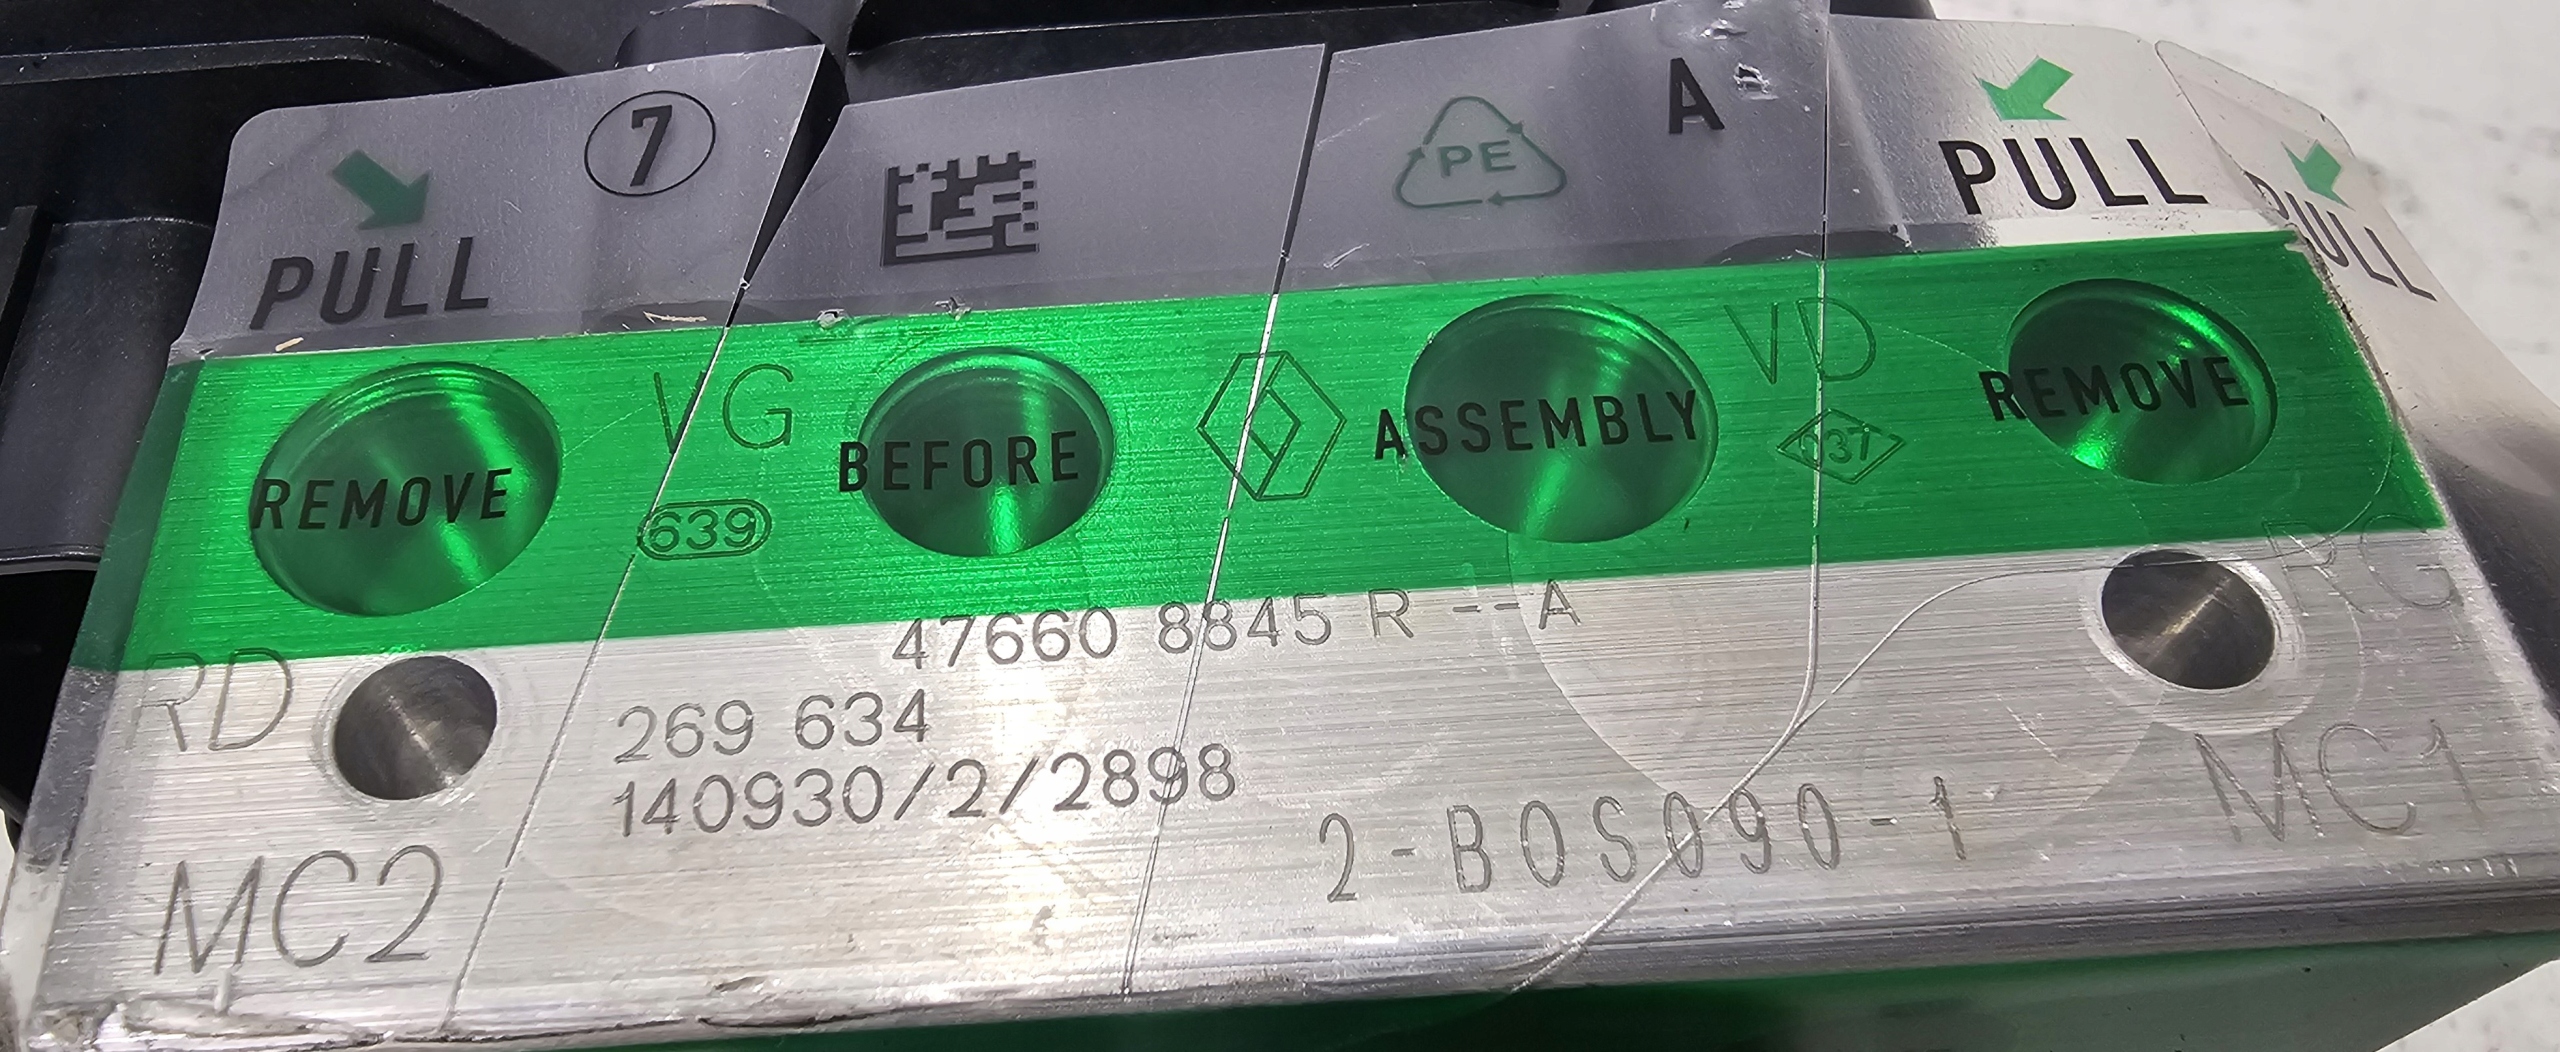 7
A
PE
PULL
PULL
PULL
VG
VD
REMOVE
BEFORE
ASSEMBLY
REMOVE
639
037
RG
47660 8845 R --A
RD
269 634
140930/2/2898
2-BOS090-1
MC1
MC2